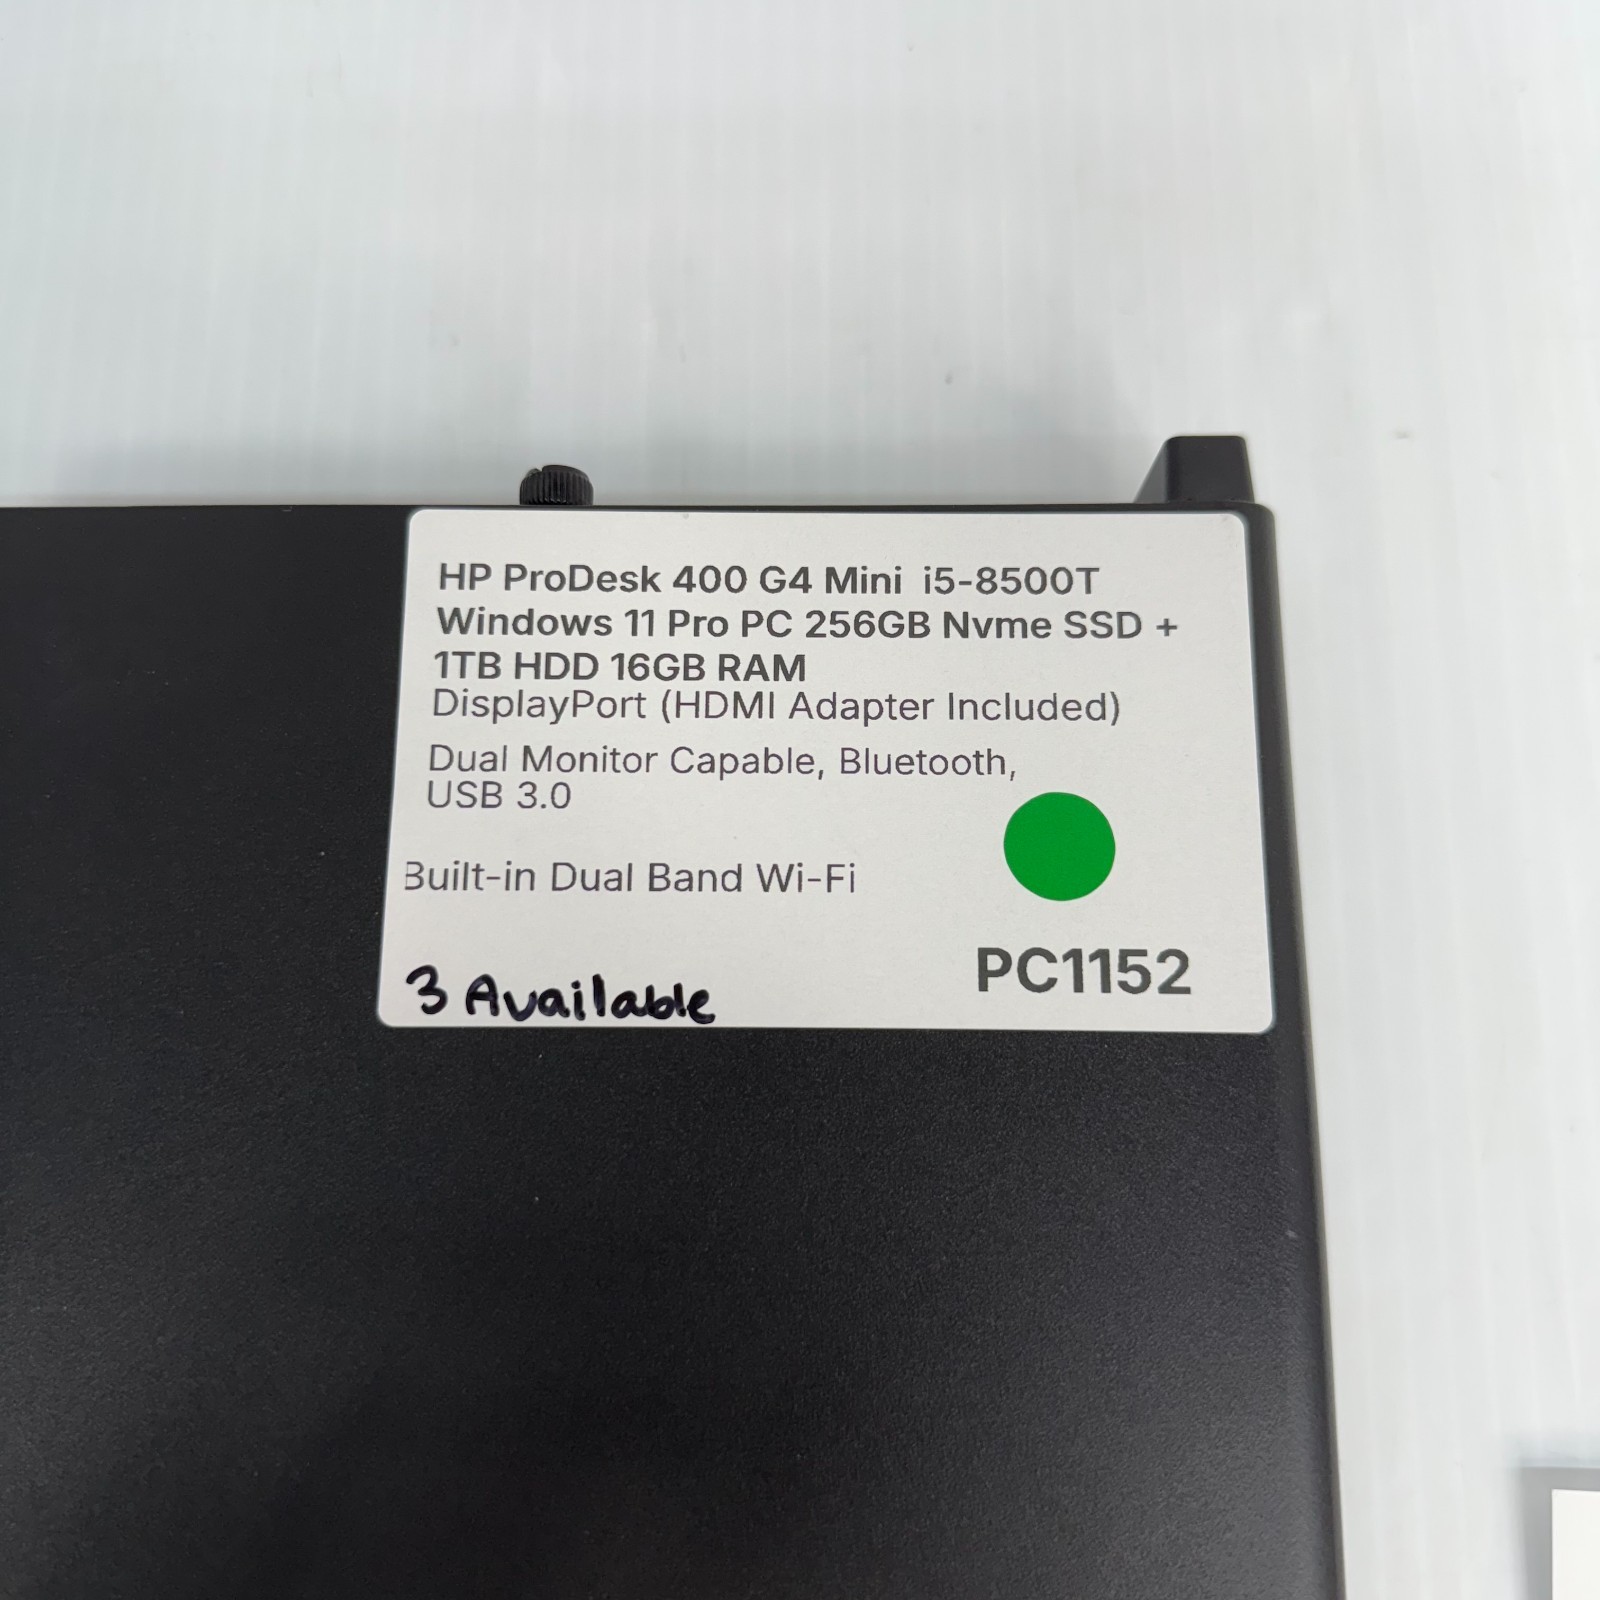 HP ProDesk 400 G4 Mini i5-8500T
Windows 11 Pro PC 256GB Nvme SSD +
1TB HDD 16GB RAM
DisplayPort (HDMI Adapter Included)
Dual Monitor Capable, Bluetooth,
USB 3.0
Built-in Dual Band Wi-Fi
PC1152
3 Available